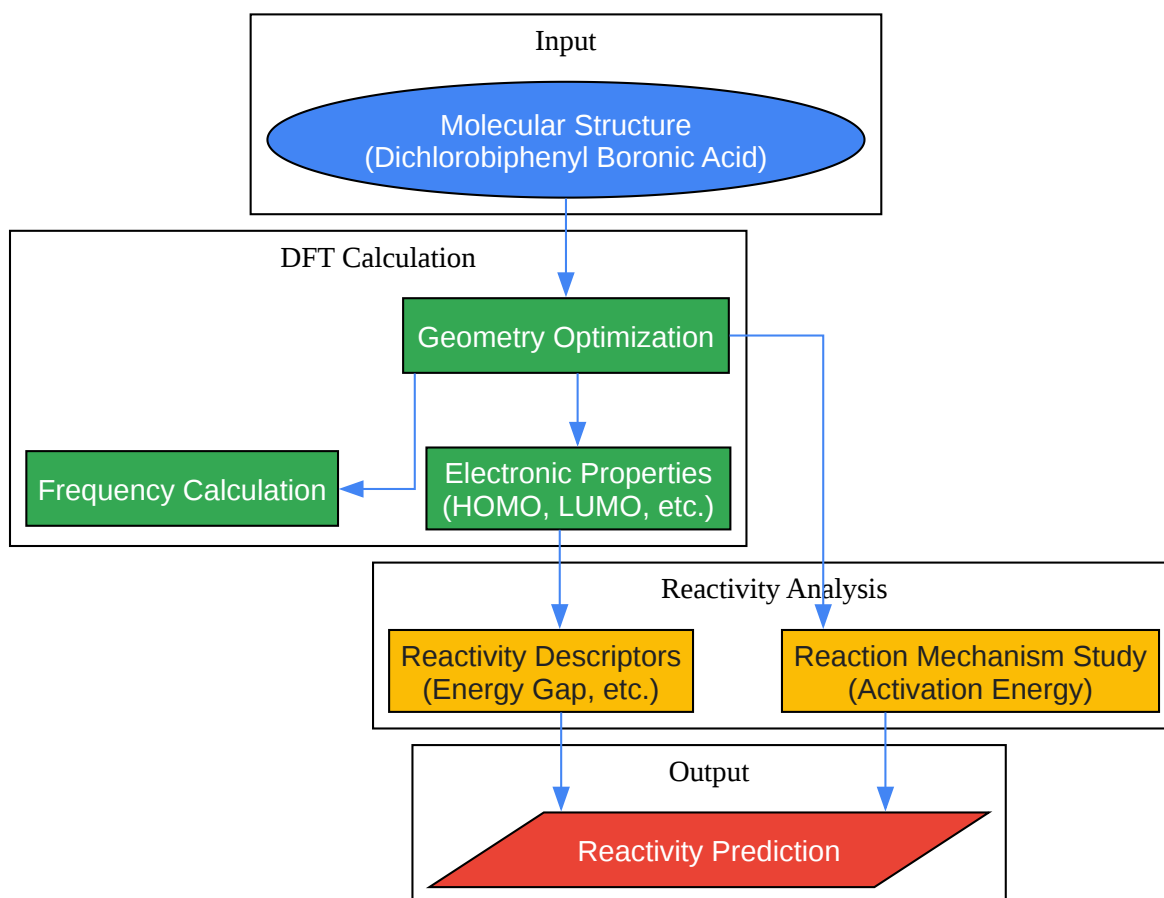 Input
Molecular Structure
(Dichlorobiphenyl Boronic Acid)
DFT Calculation
Geometry Optimization
Frequency Calculation
Electronic Properties
(HOMO, LUMO, etc.)
Reactivity Analysis
Reactivity Descriptors
(Energy Gap, etc.)
Reaction Mechanism Study
(Activation Energy)
Output
Reactivity Prediction